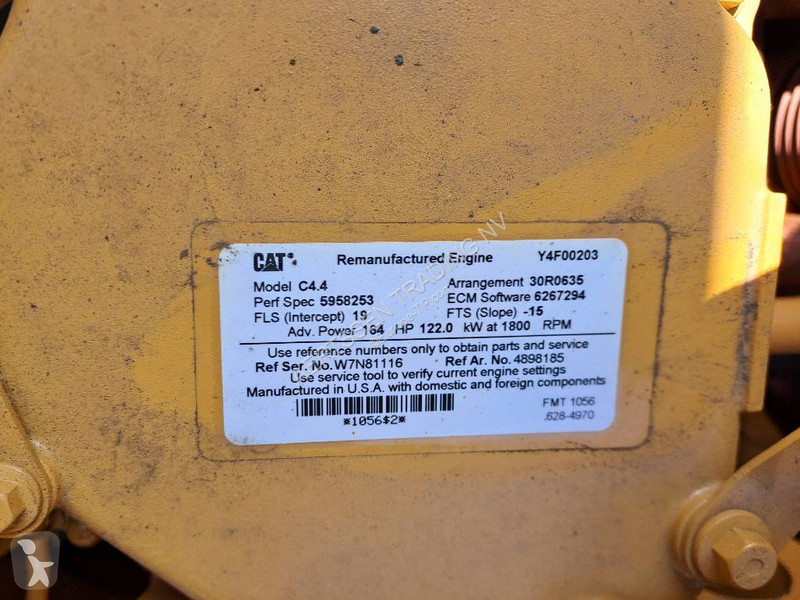 CAT Remanufactured Engine Y4F00203
Model C4.4 Arrangement 30R0635
Perf Spec 5958253 ECM Software 6267294
FLS (Intercept) 19 FTS (Slope) -15
Adv. Power 164 HP 122.0 kW at 1800 RPM
Use reference numbers only to obtain parts and service
Ref Ser. No.W7N81116 Ref Ar. No.4898185
Use service tool to verify current engine settings
Manufactured in U.S.A. with domestic and foreign components
FMT 1056
*1056$2* .628-4970
TRADING NV